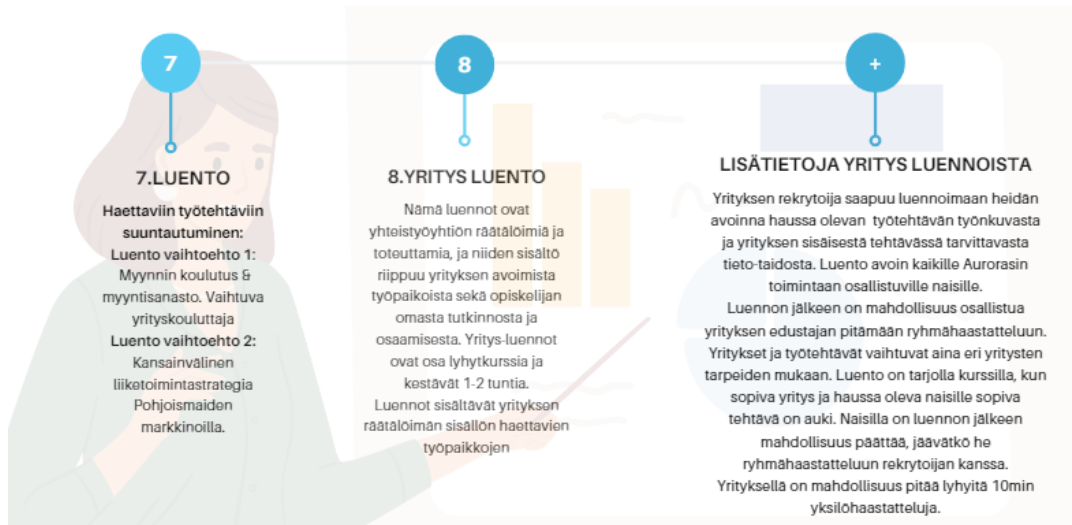 7
8
+
7.LUENTO
Haettaviin työtehtäviin
suuntautuminen:
Luento vaihtoehto 1:
Myynnin koulutus &
myyntisanasto. Vaihtuva
yrityskouluttaja
Luento vaihtoehto 2:
Kansainvälinen
liiketoimintastrategia
Pohjoismaiden
markkinoilla.
8.YRITYS LUENTO
Nämä luennot ovat
yhteistyöyhtiön räätälöimiä ja
toteuttamia, ja niiden sisältö
riippuu yrityksen avoimista
työpaikoista sekä opiskelijan
omasta tutkinnosta ja
osaamisesta. Yritys-luennot
ovat osa lyhytkurssia ja
kestävät 1-2 tuntia.
Luennot sisältävät yrityksen
räätälöimän sisällön haettavien
työpaikkojen
LISÄTIETOJA YRITYS LUENNOISTA
Yrityksen rekrytoija saapuu luennoimaan heidän
avoinna haussa olevan työtehtävän työnkuvasta
ja yrityksen sisäisestä tehtävässä tarvittavasta
tieto-taidosta. Luento avoin kaikille Aurorasin
toimintaan osallistuville naisille.
Luennon jälkeen on mahdollisuus osallistua
yrityksen edustajan pitämään ryhmähaastatteluun.
Yritykset ja työtehtävät vaihtuvat aina eri yritysten
tarpeiden mukaan. Luento on tarjolla kurssilla, kun
sopiva yritys ja haussa oleva naisille sopiva
tehtävä on auki. Naisilla on luennon jälkeen
mahdollisuus päättää, jäävätkö he
ryhmähaastatteluun rekrytoijan kanssa.
Yrityksellä on mahdollisuus pitää lyhyitä 10min
yksilöhaastatteluja.